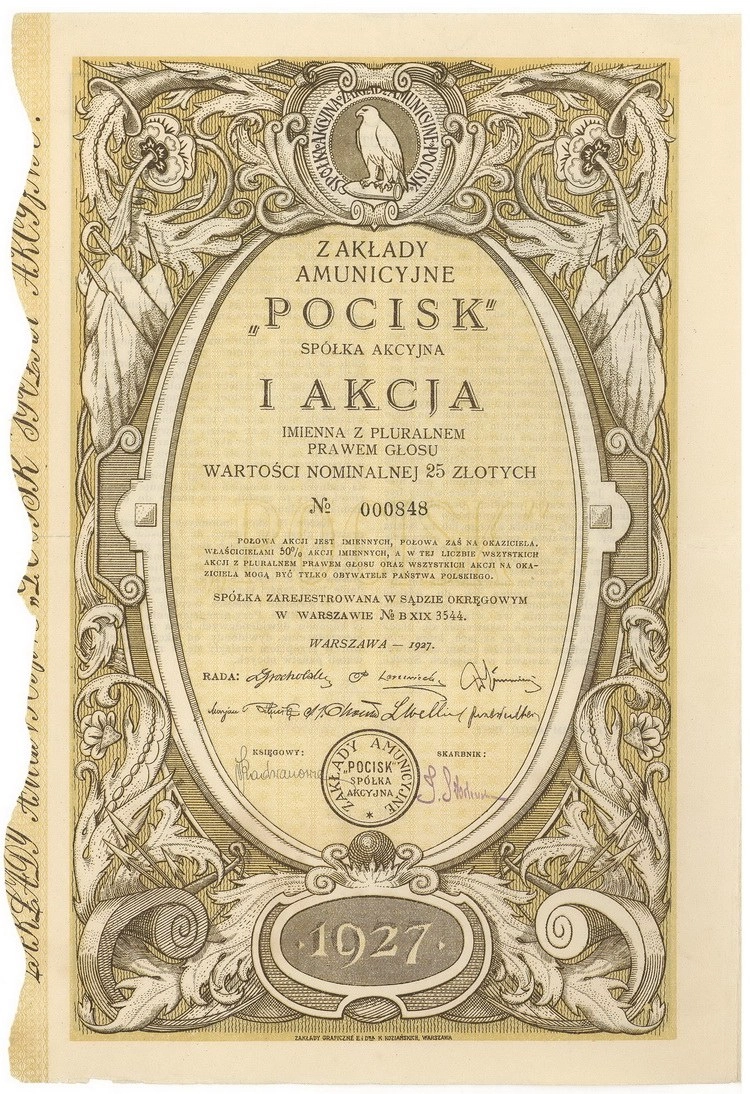 SPÓŁKA AKCYJNA ZAKŁADY AMUNICYJNE POCISK
ZAKŁADY
AMUNICYJNE
„POCISK"
SPÓŁKA AKCYJNA
I AKCJA
IMIENNA Z PLURALNEM
PRAWEM GŁOSU
WARTOŚCI NOMINALNEJ 25 ZŁOTYCH
№ 000848
POŁOWA AKCJI JEST IMIENNYCH, POŁOWA ZAŚ NA OKAZICIELA.
WŁAŚCICIELAMI 50% AKCJI IMIENNYCH, A W TEJ LICZBIE WSZYSTKICH
AKCJI Z PLURALNEM PRAWEM GŁOSU ORAZ WSZYSTKICH AKCJI NA OKA-
ZICIELA MOGĄ BYĆ TYLKO OBYWATELE PAŃSTWA POLSKIEGO.
SPÓŁKA ZAREJESTROWANA W SĄDZIE OKRĘGOWYM
W WARSZAWIE № B XIX 3544.
WARSZAWA — 1927.
RADA:
KSIĘGOWY:
SKARBNIK:
ZAKŁADY AMUNICYJNE
"POCISK"
SPÓŁKA
AKCYJNA
1927
ZAKŁADY GRAFICZNE E. i Dra K. KOZIAŃSKICH, WARSZAWA